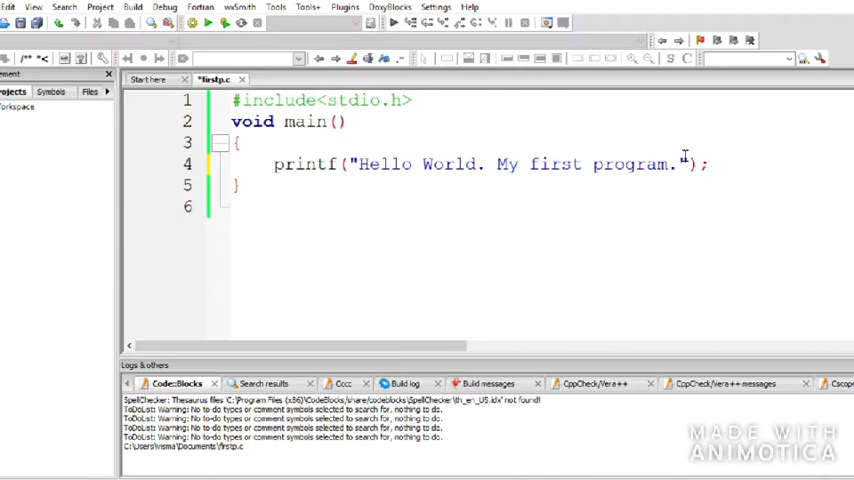 Edit View Search Project Build Debug Fortran wxSmith Tools Tools+ Plugins DoxyBlocks Settings Help
/** *<
S C
Start here *firstp.c
Projects Symbols Files
1 #include<stdio.h>
2 void main()
3 {
4 printf("Hello World. My first program.");
5 }
6
Logs & others
Code::Blocks Search results Cccc Build log Build messages CppCheck/Vera++ CppCheck/Vera++ messages Cscope
SpellChecker: Thesaurus files 'C:\Program Files (x86)\CodeBlocks/share/codeblocks\SpellChecker\th_en_US.idx' not found!
ToDoList: Warning: No to-do types or comment symbols selected to search for, nothing to do.
ToDoList: Warning: No to-do types or comment symbols selected to search for, nothing to do.
ToDoList: Warning: No to-do types or comment symbols selected to search for, nothing to do.
ToDoList: Warning: No to-do types or comment symbols selected to search for, nothing to do.
MADE WITH
ANIMOTICA